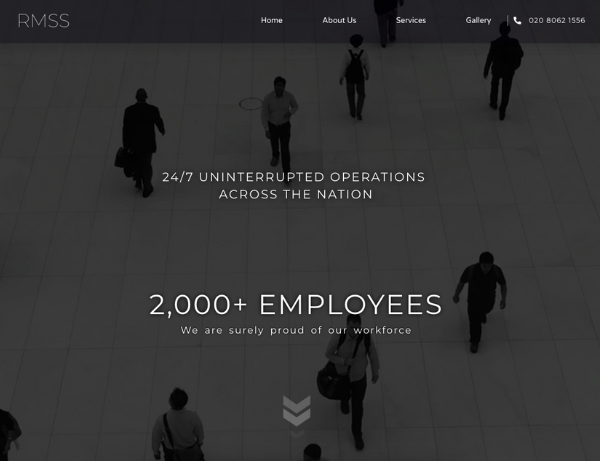 RMSS
Home About Us Services Gallery 020 8062 1556
24/7 UNINTERRUPTED OPERATIONS
ACROSS THE NATION
2,000+ EMPLOYEES
We are surely proud of our workforce